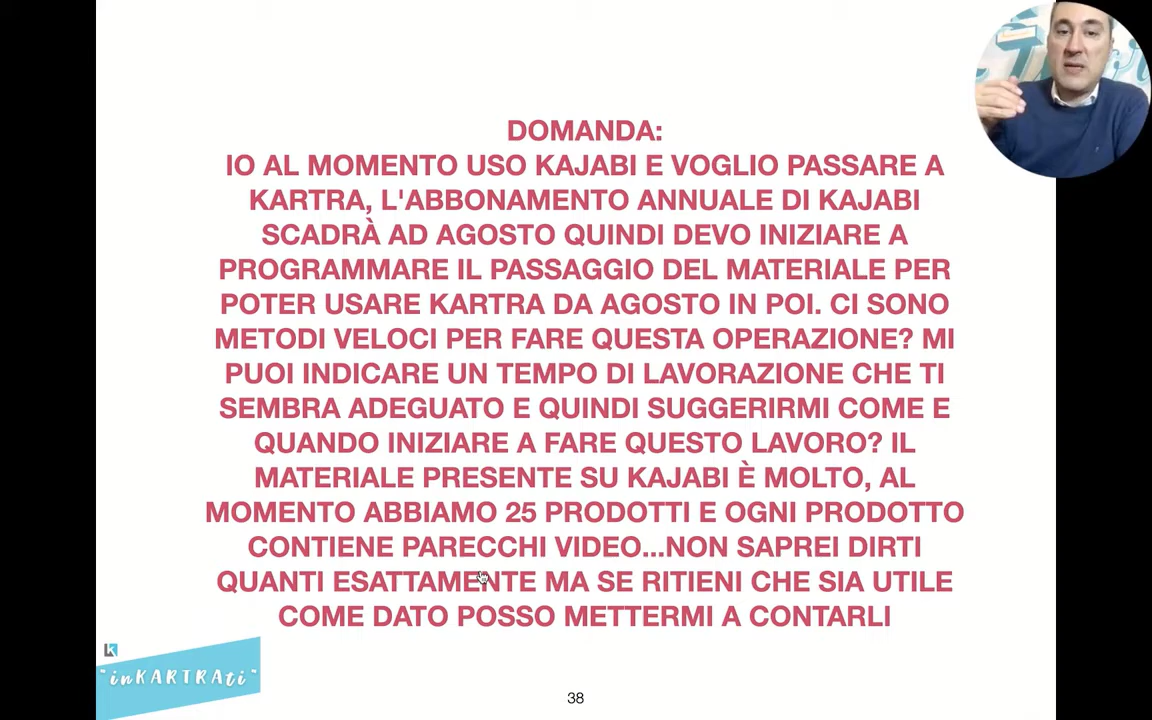 DOMANDA:
IO AL MOMENTO USO KAJABI E VOGLIO PASSARE A
KARTRA, L'ABBONAMENTO ANNUALE DI KAJABI
SCADRÀ AD AGOSTO QUINDI DEVO INIZIARE A
PROGRAMMARE IL PASSAGGIO DEL MATERIALE PER
POTER USARE KARTRA DA AGOSTO IN POI. CI SONO
METODI VELOCI PER FARE QUESTA OPERAZIONE? MI
PUOI INDICARE UN TEMPO DI LAVORAZIONE CHE TI
SEMBRA ADEGUATO E QUINDI SUGGERIRMI COME E
QUANDO INIZIARE A FARE QUESTO LAVORO? IL
MATERIALE PRESENTE SU KAJABI È MOLTO, AL
MOMENTO ABBIAMO 25 PRODOTTI E OGNI PRODOTTO
CONTIENE PARECCHI VIDEO...NON SAPREI DIRTI
QUANTI ESATTAMENTE MA SE RITIENI CHE SIA UTILE
COME DATO POSSO METTERMI A CONTARLI
K
"inKARTRAti"
38